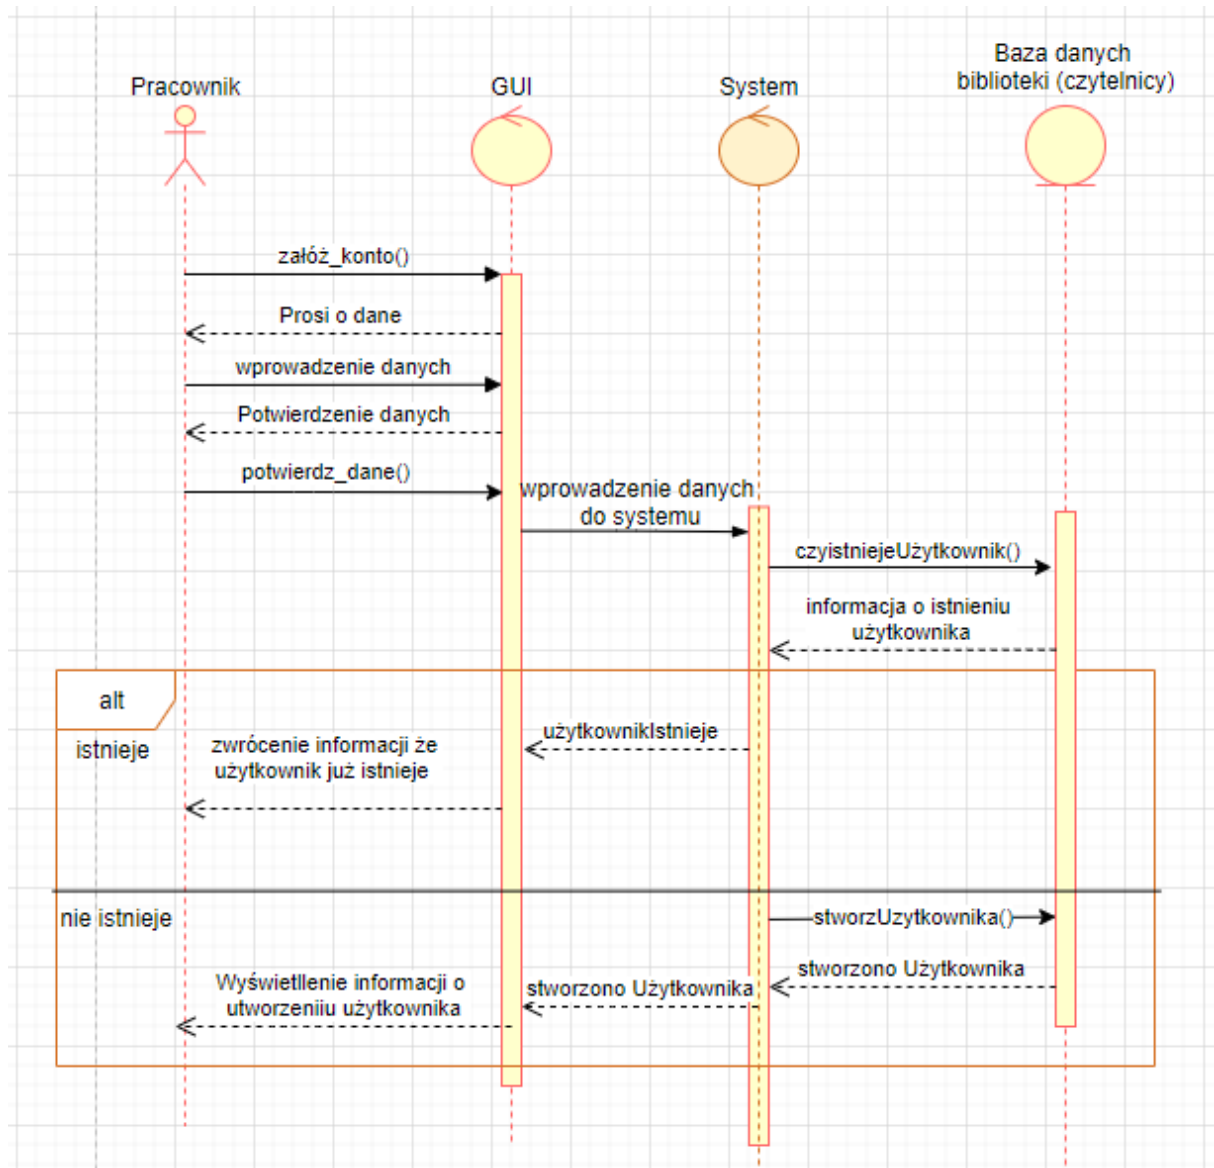 Pracownik
GUI
System
Baza danych
biblioteki (czytelnicy)
załóż_konto()
Prosi o dane
wprowadzenie danych
Potwierdzenie danych
potwierdz_dane()
wprowadzenie danych
do systemu
czyistniejeUżytkownik()
informacja o istnieniu
użytkownika
alt
istnieje
użytkownikIstnieje
zwrócenie informacji że
użytkownik już istnieje
nie istnieje
stworzUzytkownika()
stworzono Użytkownika
stworzono Użytkownika
Wyświetllenie informacji o
utworzeniiu użytkownika